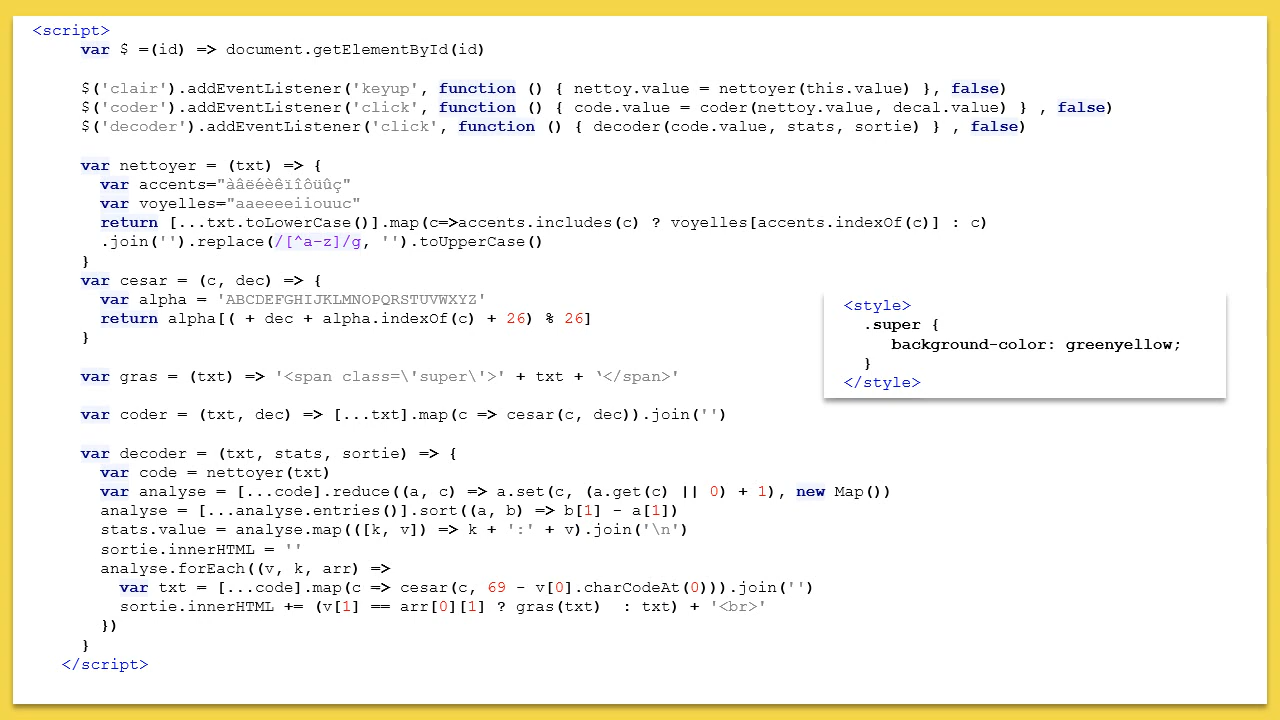 <script>
var $ =(id) => document.getElementById(id)
$('clair').addEventListener('keyup', function () { nettoy.value = nettoyer(this.value) }, false)
$('coder').addEventListener('click', function () { code.value = coder(nettoy.value, decal.value) } , false)
$('decoder').addEventListener('click', function () { decoder(code.value, stats, sortie) } , false)
var nettoyer = (txt) => {
var accents="àâëéèêïîôüûç"
var voyelles="aaeeeeiiouuc"
return [...txt.toLowerCase()].map(c=>accents.includes(c) ? voyelles[accents.indexOf(c)] : c)
.join('').replace(/[^a-z]/g, '').toUpperCase()
}
var cesar = (c, dec) => {
var alpha = 'ABCDEFGHIJKLMNOPQRSTUVWXYZ'
return alpha[( + dec + alpha.indexOf(c) + 26) % 26]
}
var gras = (txt) => '<span class=\'super\'>' + txt + '</span>'
var coder = (txt, dec) => [...txt].map(c => cesar(c, dec)).join('')
var decoder = (txt, stats, sortie) => {
var code = nettoyer(txt)
var analyse = [...code].reduce((a, c) => a.set(c, (a.get(c) || 0) + 1), new Map())
analyse = [...analyse.entries()].sort((a, b) => b[1] - a[1])
stats.value = analyse.map(([k, v]) => k + ':' + v).join('\n')
sortie.innerHTML = ''
analyse.forEach((v, k, arr) =>
var txt = [...code].map(c => cesar(c, 69 - v[0].charCodeAt(0))).join('')
sortie.innerHTML += (v[1] == arr[0][1] ? gras(txt)  : txt) + '<br>'
})
}
</script>
<style>
.super {
background-color: greenyellow;
}
</style>